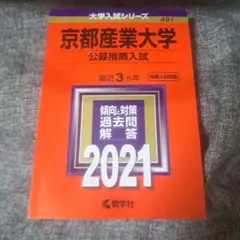 大学入試シリーズ
491
京都産業大学
公募推薦入試
最近3カ年
傾向と対策
過去問
解答
2021
教学社